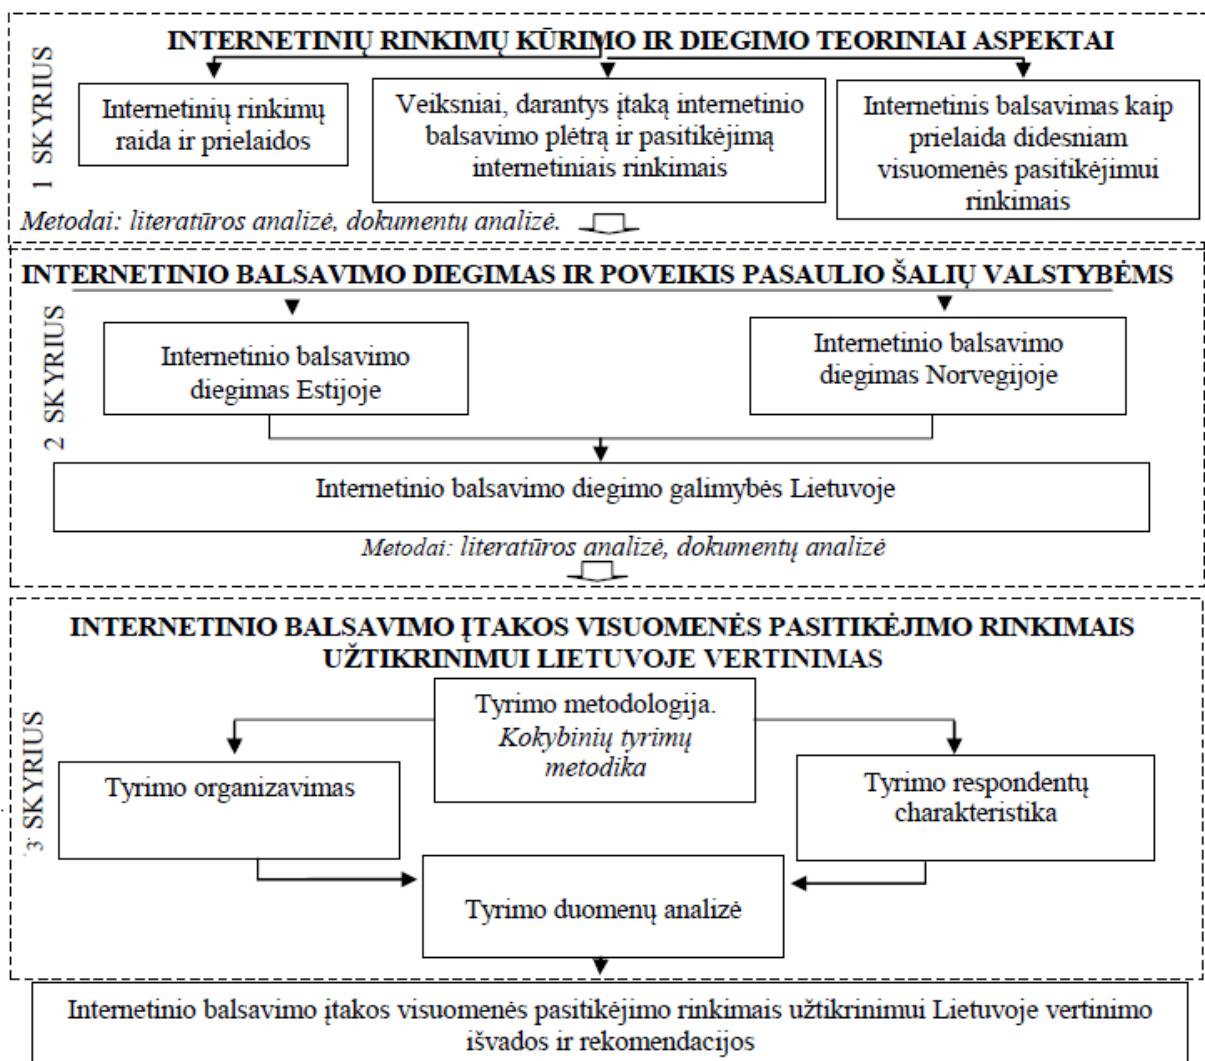 INTERNETINIŲ RINKIMŲ KŪRIMO IR DIEGIMO TEORINIAI ASPEKTAI
1 SKYRIUS
Internetinių rinkimų
raida ir prielaidos
Veiksniai, darantys įtaką internetinio
balsavimo plėtrą ir pasitikėjimą
internetiniais rinkimais
Internetinis balsavimas kaip
prielaida didesniam
visuomenės pasitikėjimui
rinkimais
Metodai: literatūros analizė, dokumentų analizė.
INTERNETINIO BALSAVIMO DIEGIMAS IR POVEIKIS PASAULIO ŠALIŲ VALSTYBĖMS
2 SKYRIUS
Internetinio balsavimo
diegimas Estijoje
Internetinio balsavimo
diegimas Norvegijoje
Internetinio balsavimo diegimo galimybės Lietuvoje
Metodai: literatūros analizė, dokumentų analizė
INTERNETINIO BALSAVIMO ĮTAKOS VISUOMENĖS PASITIKĖJIMO RINKIMAIS
UŽTIKRINIMUI LIETUVOJE VERTINIMAS
3 SKYRIUS
Tyrimo metodologija.
Kokybinių tyrimų
metodika
Tyrimo organizavimas
Tyrimo respondentų
charakteristika
Tyrimo duomenų analizė
Internetinio balsavimo įtakos visuomenės pasitikėjimo rinkimais užtikrinimui Lietuvoje vertinimo
išvados ir rekomendacijos